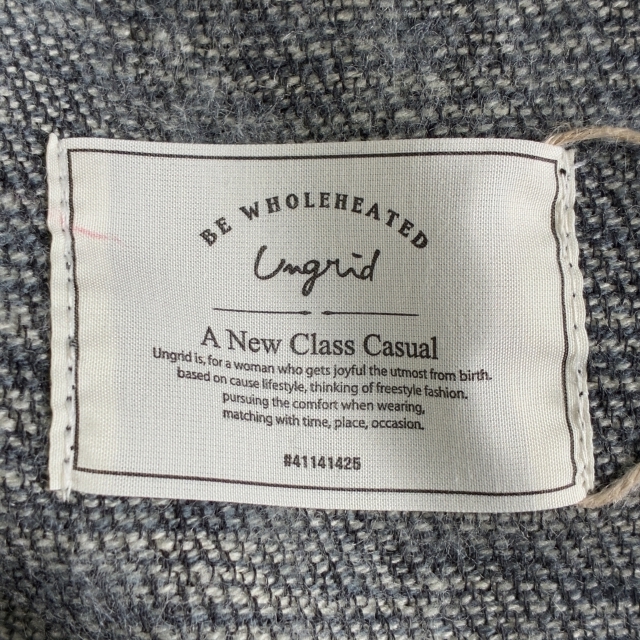 BE WHOLEHEATED
Ungrid
A New Class Casual
Ungrid is, for a woman who gets joyful the utmost from birth.
based on cause lifestyle, thinking of freestyle fashion.
pursuing the comfort when wearing,
matching with time, place, occasion.
#41141425